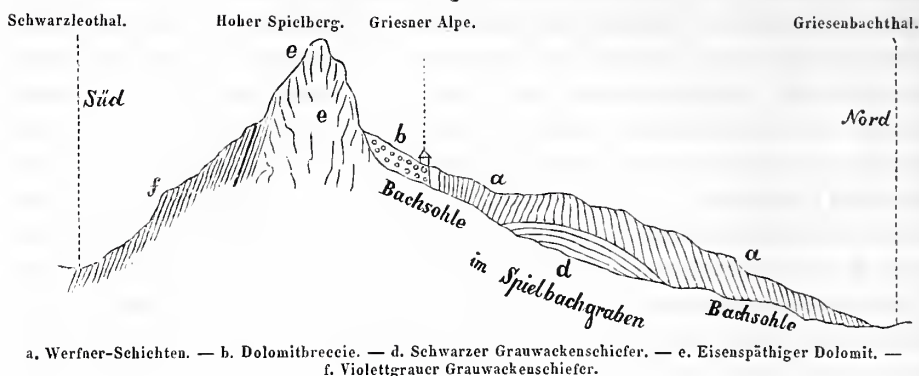 Schwarzleothal. Hoher Spielberg. Griesner Alpe. Griesenbachthal.
e
Süd
e
Nord
b
a
f
Bachsohle
a
d
im Spielbachgraben
Bachsohle
a. Werfner-Schichten. — b. Dolomitbreccie. — d. Schwarzer Grauwackenschiefer. — e. Eisenspäthiger Dolomit. —
f. Violettgrauer Grauwackenschiefer.